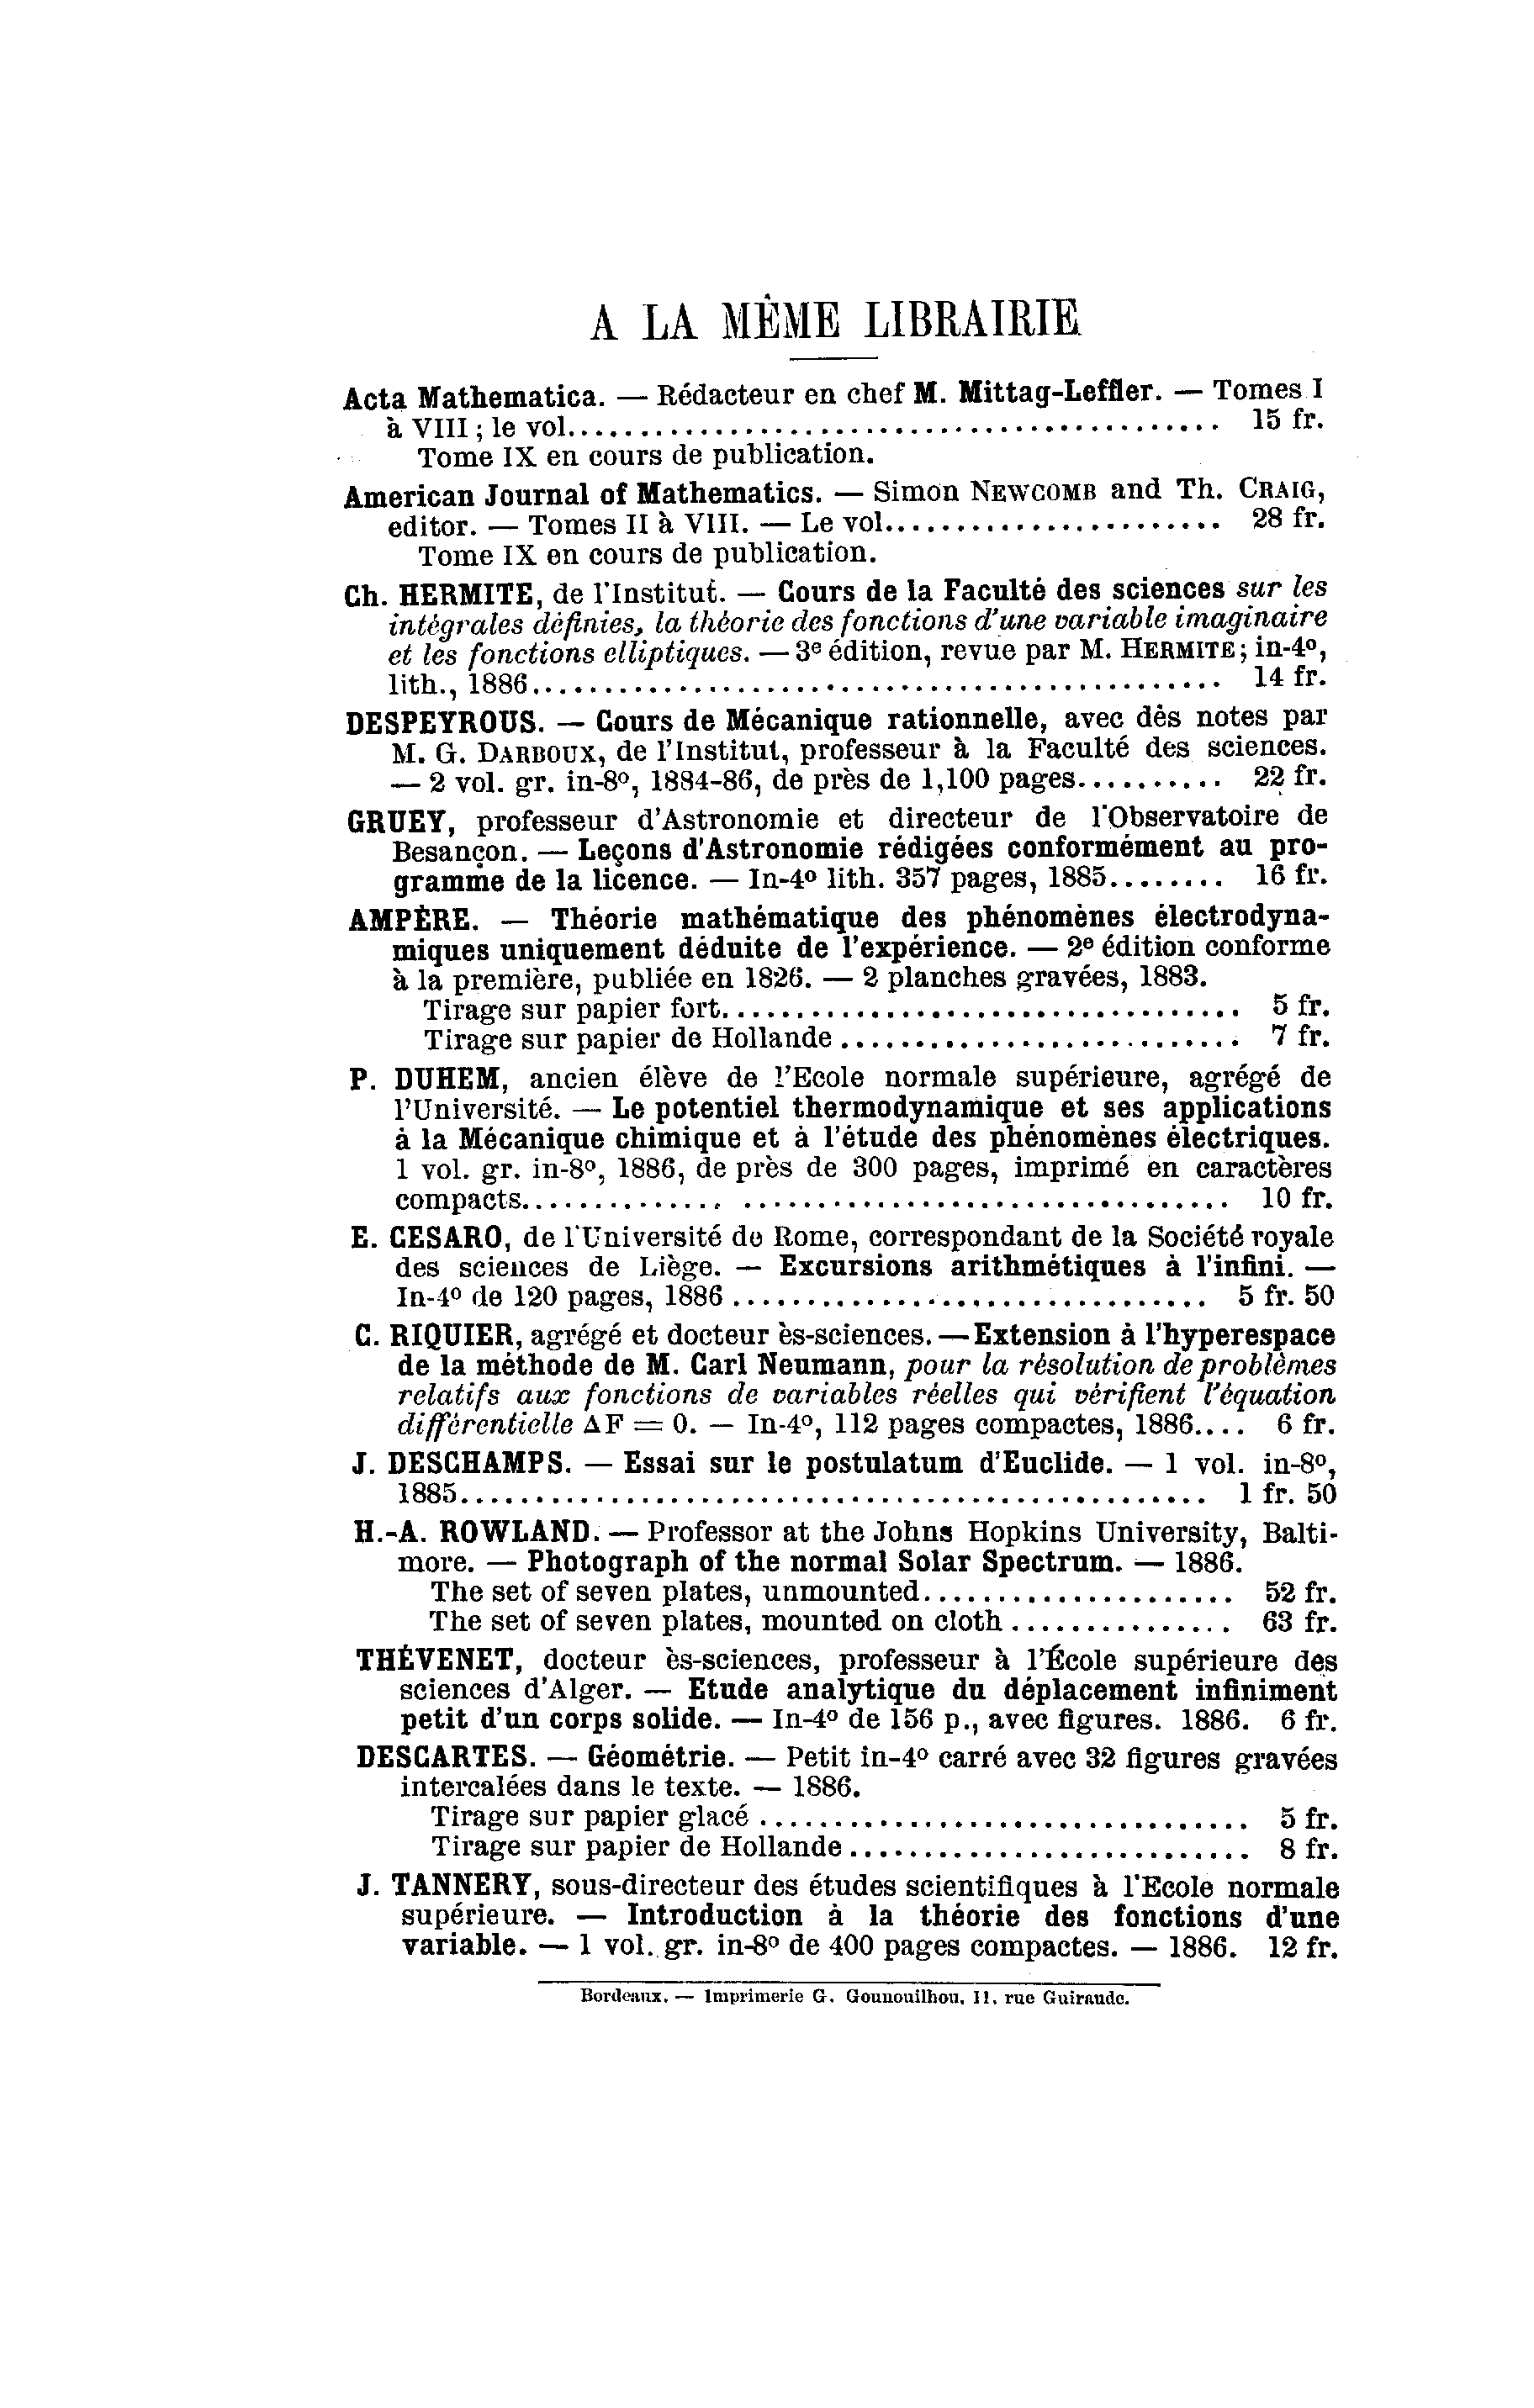 A LA MÊME LIBRAIRIE
Acta Mathematica. — Rédacteur en chef M. Mittag-Leffler. — Tomes I
à VIII ; le vol............................................ 15 fr.
Tome IX en cours de publication.
American Journal of Mathematics. — Simon NEWCOMB and Th. CRAIG,
editor. — Tomes II à VIII. — Le vol....................... 28 fr.
Tome IX en cours de publication.
Ch. HERMITE, de l'Institut. — Cours de la Faculté des sciences sur les
intégrales définies, la théorie des fonctions d'une variable imaginaire
et les fonctions elliptiques. — 3e édition, revue par M. HERMITE; in-4o,
lith., 1886.............................................. 14 fr.
DESPEYROUS. — Cours de Mécanique rationnelle, avec dès notes par
M. G. DARBOUX, de l'Institut, professeur à la Faculté des sciences.
— 2 vol. gr. in-8o, 1884-86, de près de 1,100 pages.......... 22 fr.
GRUEY, professeur d'Astronomie et directeur de l'Observatoire de
Besançon. — Leçons d'Astronomie rédigées conformément au pro-
gramme de la licence. — In-4o lith. 357 pages, 1885........ 16 fr.
AMPÈRE. — Théorie mathématique des phénomènes électrodyna-
miques uniquement déduite de l'expérience. — 2e édition conforme
à la première, publiée en 1826. — 2 planches gravées, 1883.
Tirage sur papier fort................................... 5 fr.
Tirage sur papier de Hollande ........................... 7 fr.
P. DUHEM, ancien élève de l'Ecole normale supérieure, agrégé de
l'Université. — Le potentiel thermodynamique et ses applications
à la Mécanique chimique et à l'étude des phénomènes électriques.
1 vol. gr. in-8o, 1886, de près de 300 pages, imprimé en caractères
compacts.............. ................................. 10 fr.
E. CESARO, de l'Université de Rome, correspondant de la Société royale
des sciences de Liège. — Excursions arithmétiques à l'infini. —
In-4o de 120 pages, 1886 ................................ 5 fr. 50
C. RIQUIER, agrégé et docteur ès-sciences. — Extension à l'hyperespace
de la méthode de M. Carl Neumann, pour la résolution de problèmes
relatifs aux fonctions de variables réelles qui vérifient l'équation
différentielle ΔF = 0. — In-4o, 112 pages compactes, 1886.... 6 fr.
J. DESCHAMPS. — Essai sur le postulatum d'Euclide. — 1 vol. in-8o,
1885.................................................. 1 fr. 50
H.-A. ROWLAND. — Professor at the Johns Hopkins University, Balti-
more. — Photograph of the normal Solar Spectrum. — 1886.
The set of seven plates, unmounted..................... 52 fr.
The set of seven plates, mounted on cloth ............... 63 fr.
THÉVENET, docteur ès-sciences, professeur à l'École supérieure des
sciences d'Alger. — Etude analytique du déplacement infiniment
petit d'un corps solide. — In-4o de 156 p., avec figures. 1886. 6 fr.
DESCARTES. — Géométrie. — Petit in-4o carré avec 32 figures gravées
intercalées dans le texte. — 1886.
Tirage sur papier glacé ................................. 5 fr.
Tirage sur papier de Hollande ........................... 8 fr.
J. TANNERY, sous-directeur des études scientifiques à l'Ecole normale
supérieure. — Introduction à la théorie des fonctions d'une
variable. — 1 vol. gr. in-8o de 400 pages compactes. — 1886. 12 fr.
Bordeaux. — Imprimerie G. Gounouilhou, 11, rue Guiraude.